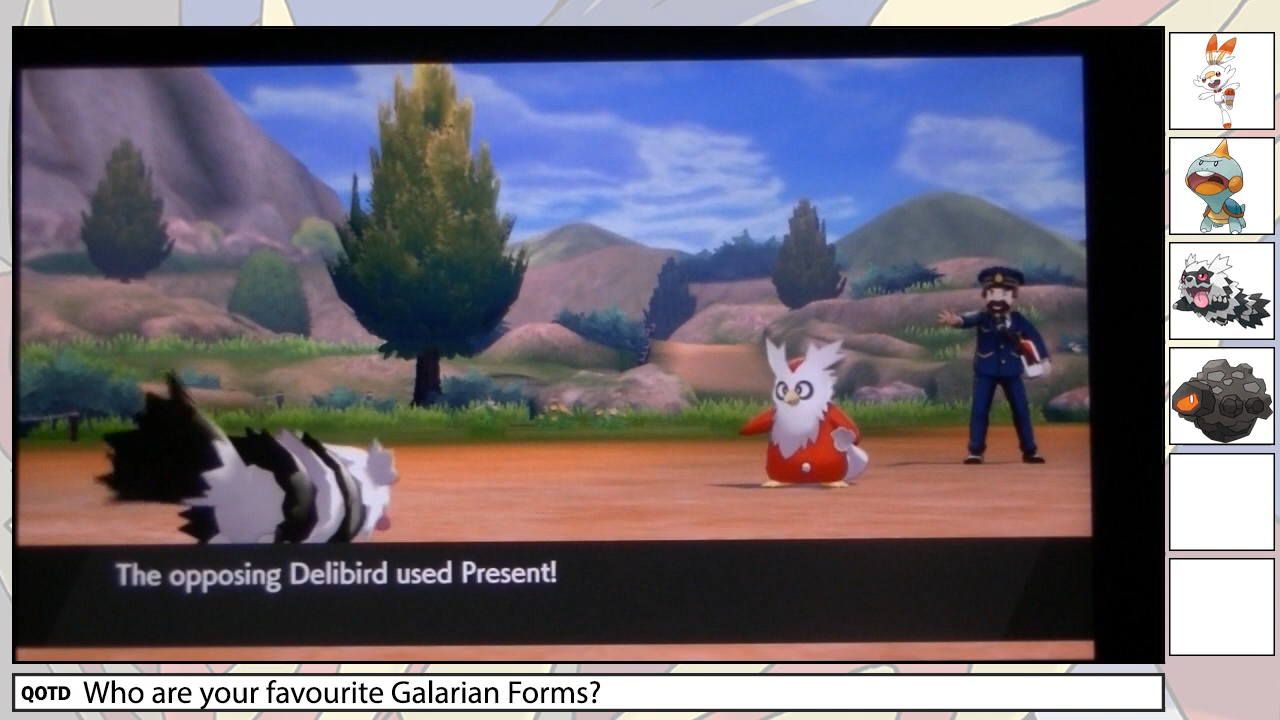 The opposing Delibird used Present!
QOTD Who are your favourite Galarian Forms?